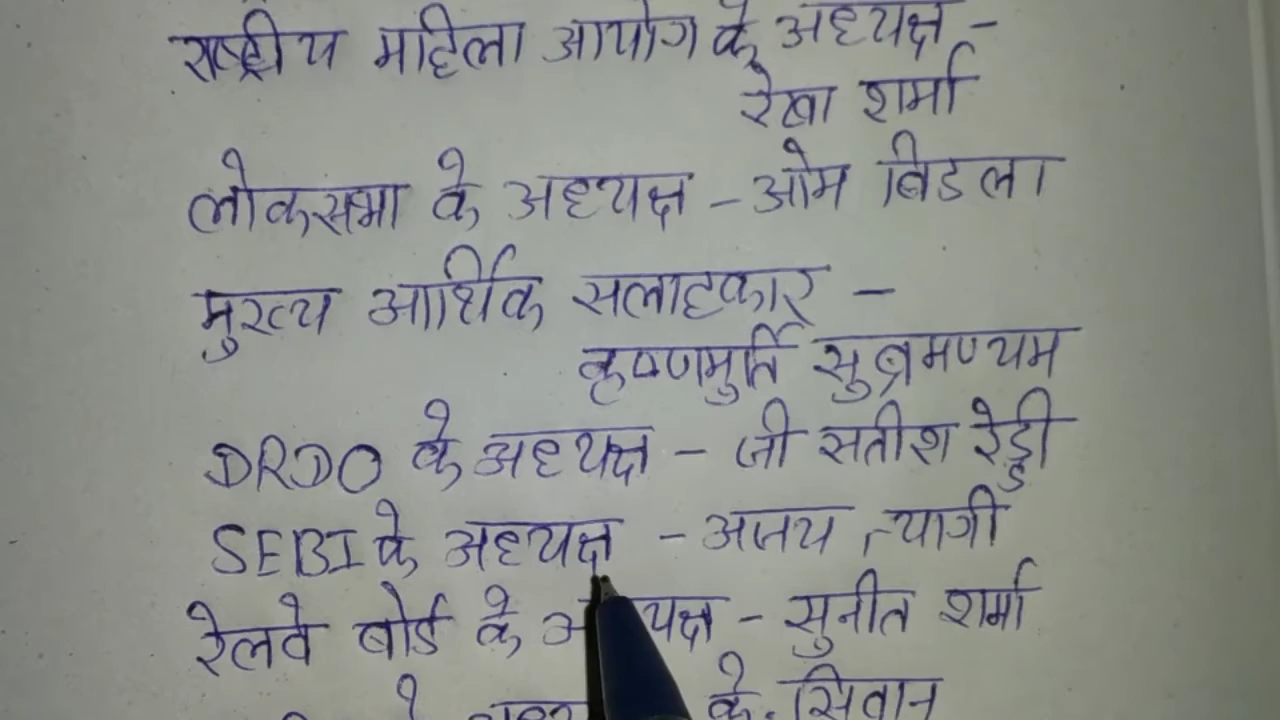 राष्ट्रीय महिला आयोग के अध्यक्ष -
रेखा शर्मा
लोकसभा के अध्यक्ष - ओम बिडला
मुख्य आर्थिक सलाहकार -
कृष्णमुर्ति सुब्रमण्यम
DRDO के अध्यक्ष - जी सतीश रेड्डी
SEBI के अध्यक्ष - अजय त्यागी
रेलवे बोर्ड के अध्यक्ष - सुनीत शर्मा
के. सिवान